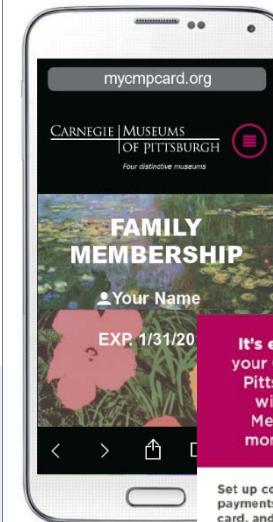 mycmpcard.org
CARNEGIE MUSEUMS
OF PITTSBURGH
Four distinctive museums
FAMILY
MEMBERSHIP
Your Name
EXP. 1/31/20
It's e
your
Pitts
wi
Me
mor
Set up co
payments
card, and